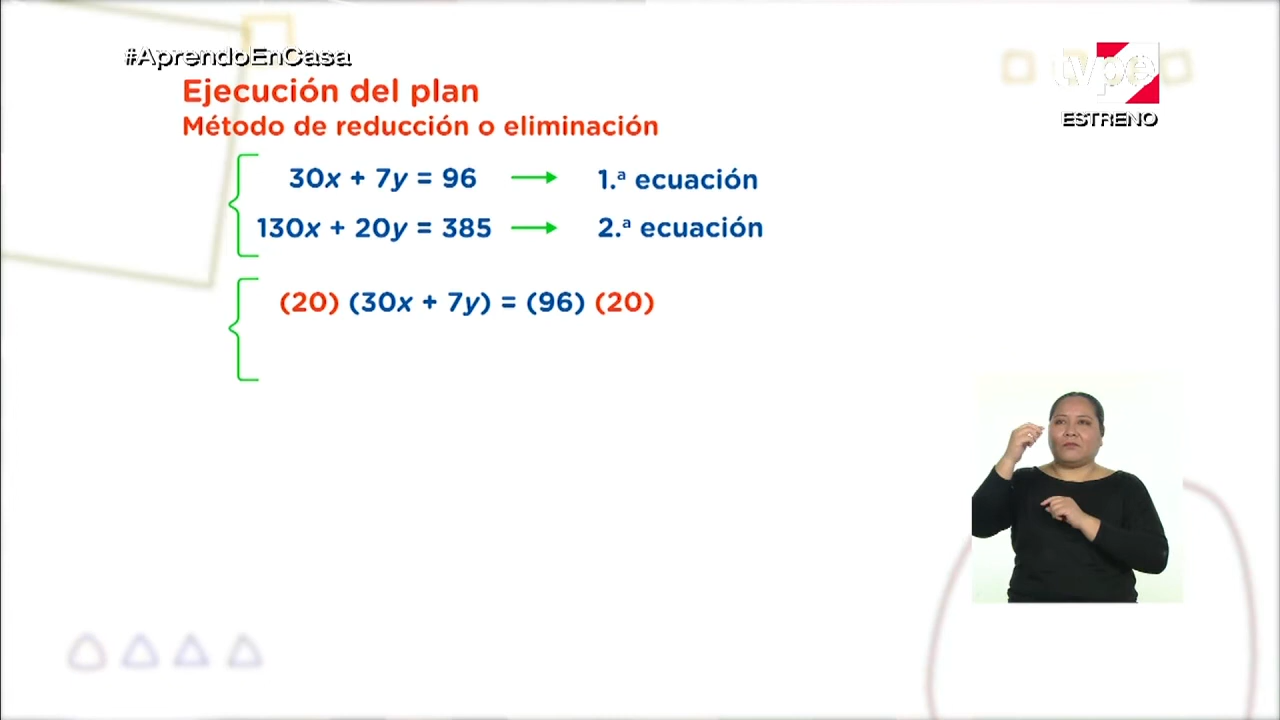 #AprendoEnCasa
tvpe
ESTRENO
Ejecución del plan
Método de reducción o eliminación
30x + 7y = 96 → 1.ª ecuación
130x + 20y = 385 → 2.ª ecuación
(20) (30x + 7y) = (96) (20)